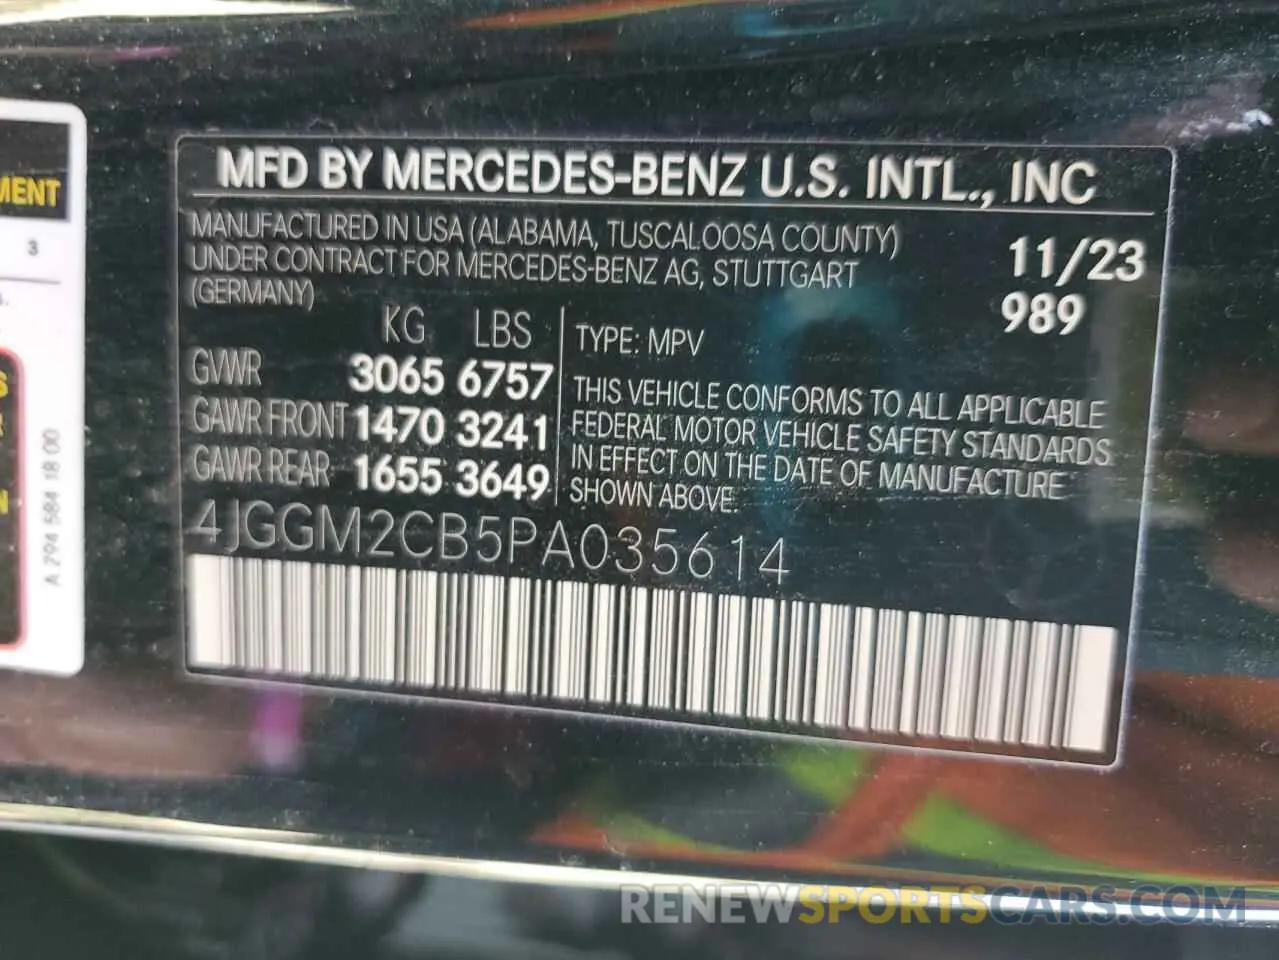 MENT
3
S
R
N
A 294 584 18 00
MFD BY MERCEDES-BENZ U.S. INTL., INC
MANUFACTURED IN USA (ALABAMA, TUSCALOOSA COUNTY)
UNDER CONTRACT FOR MERCEDES-BENZ AG, STUTTGART
(GERMANY)
11/23
989
KG LBS
GVWR 3065 6757
GAWR FRONT 1470 3241
GAWR REAR 1655 3649
TYPE: MPV
THIS VEHICLE CONFORMS TO ALL APPLICABLE
FEDERAL MOTOR VEHICLE SAFETY STANDARDS
IN EFFECT ON THE DATE OF MANUFACTURE
SHOWN ABOVE.
4JGGM2CB5PA035614
RENEWSPORTSCARS.COM